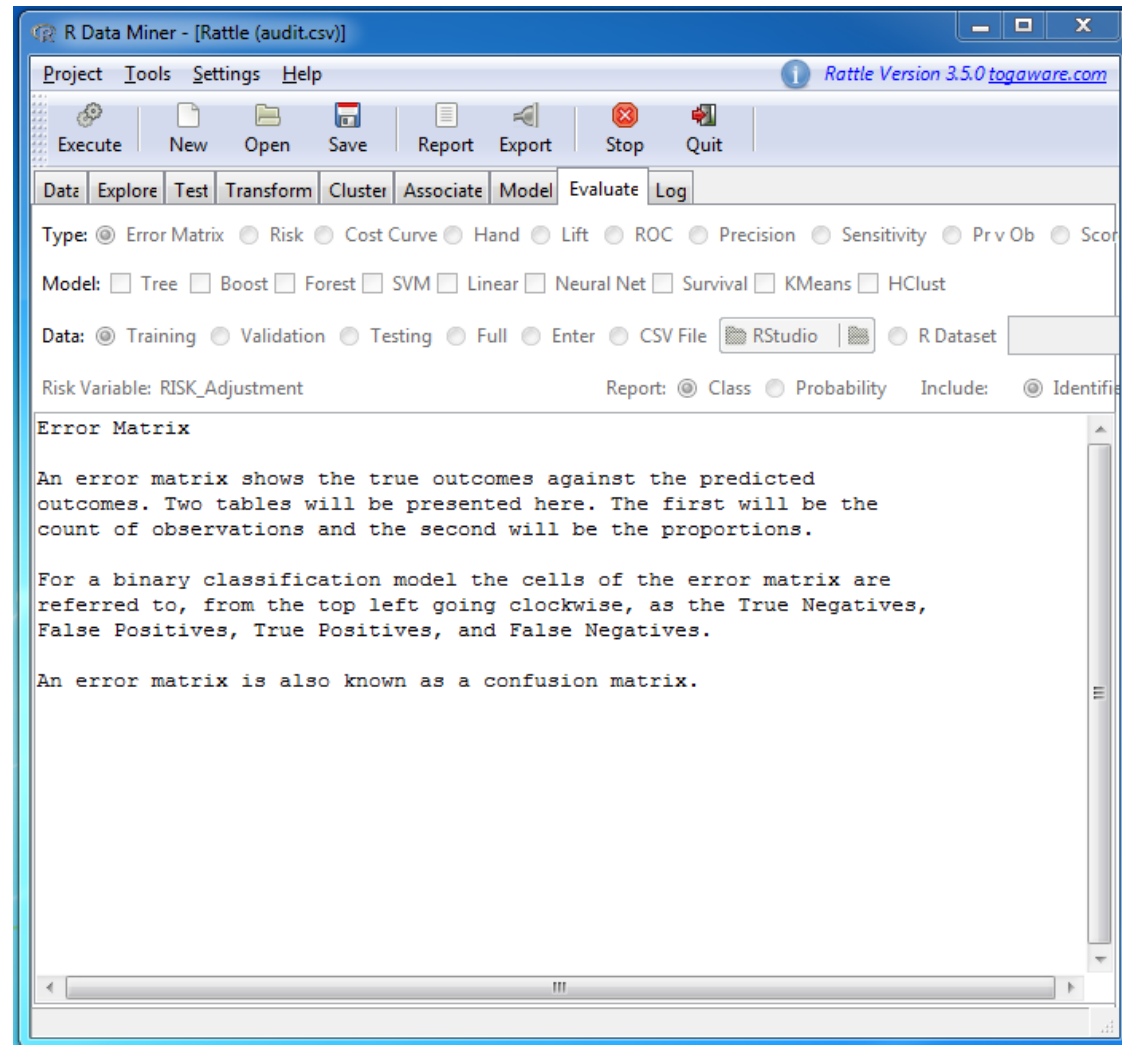 R Data Miner - [Rattle (audit.csv)]
Project Tools Settings Help Rattle Version 3.5.0 togaware.com
Execute New Open Save Report Export Stop Quit
Data Explore Test Transform Cluster Associate Model Evaluate Log
Type: Error Matrix Risk Cost Curve Hand Lift ROC Precision Sensitivity Pr v Ob Scor
Model: Tree Boost Forest SVM Linear Neural Net Survival KMeans HClust
Data: Training Validation Testing Full Enter CSV File RStudio R Dataset
Risk Variable: RISK_Adjustment Report: Class Probability Include: Identifie
Error Matrix
An error matrix shows the true outcomes against the predicted
outcomes. Two tables will be presented here. The first will be the
count of observations and the second will be the proportions.
For a binary classification model the cells of the error matrix are
referred to, from the top left going clockwise, as the True Negatives,
False Positives, True Positives, and False Negatives.
An error matrix is also known as a confusion matrix.